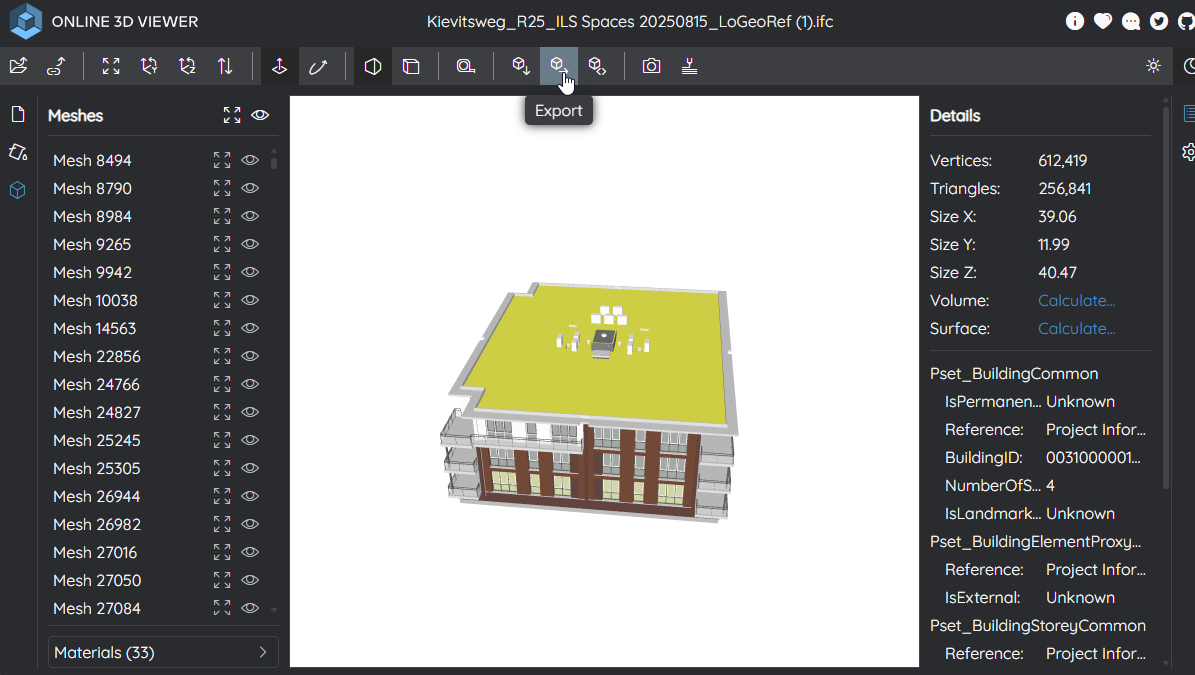 ONLINE 3D VIEWER
Kievitsweg_R25_ILS Spaces 20250815_LoGeoRef (1).ifc
Export
Meshes
Mesh 8494
Mesh 8790
Mesh 8984
Mesh 9265
Mesh 9942
Mesh 10038
Mesh 14563
Mesh 22856
Mesh 24766
Mesh 24827
Mesh 25245
Mesh 25305
Mesh 26944
Mesh 26982
Mesh 27016
Mesh 27050
Mesh 27084
Materials (33)
Details
Vertices: 612,419
Triangles: 256,841
Size X: 39.06
Size Y: 11.99
Size Z: 40.47
Volume: Calculate...
Surface: Calculate...
Pset_BuildingCommon
IsPermanen... Unknown
Reference: Project Infor...
BuildingID: 0031000001...
NumberOfS... 4
IsLandmark... Unknown
Pset_BuildingElementProxy...
Reference: Project Infor...
IsExternal: Unknown
Pset_BuildingStoreyCommon
Reference: Project Infor...